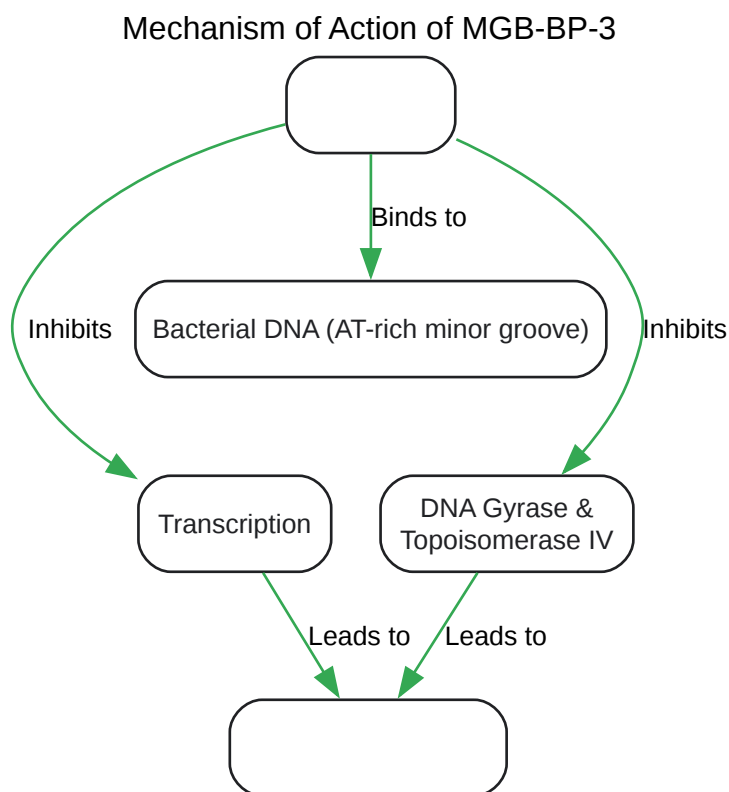 Mechanism of Action of MGB-BP-3
Binds to
Inhibits
Bacterial DNA (AT-rich minor groove)
Inhibits
Transcription
DNA Gyrase &
Topoisomerase IV
Leads to
Leads to